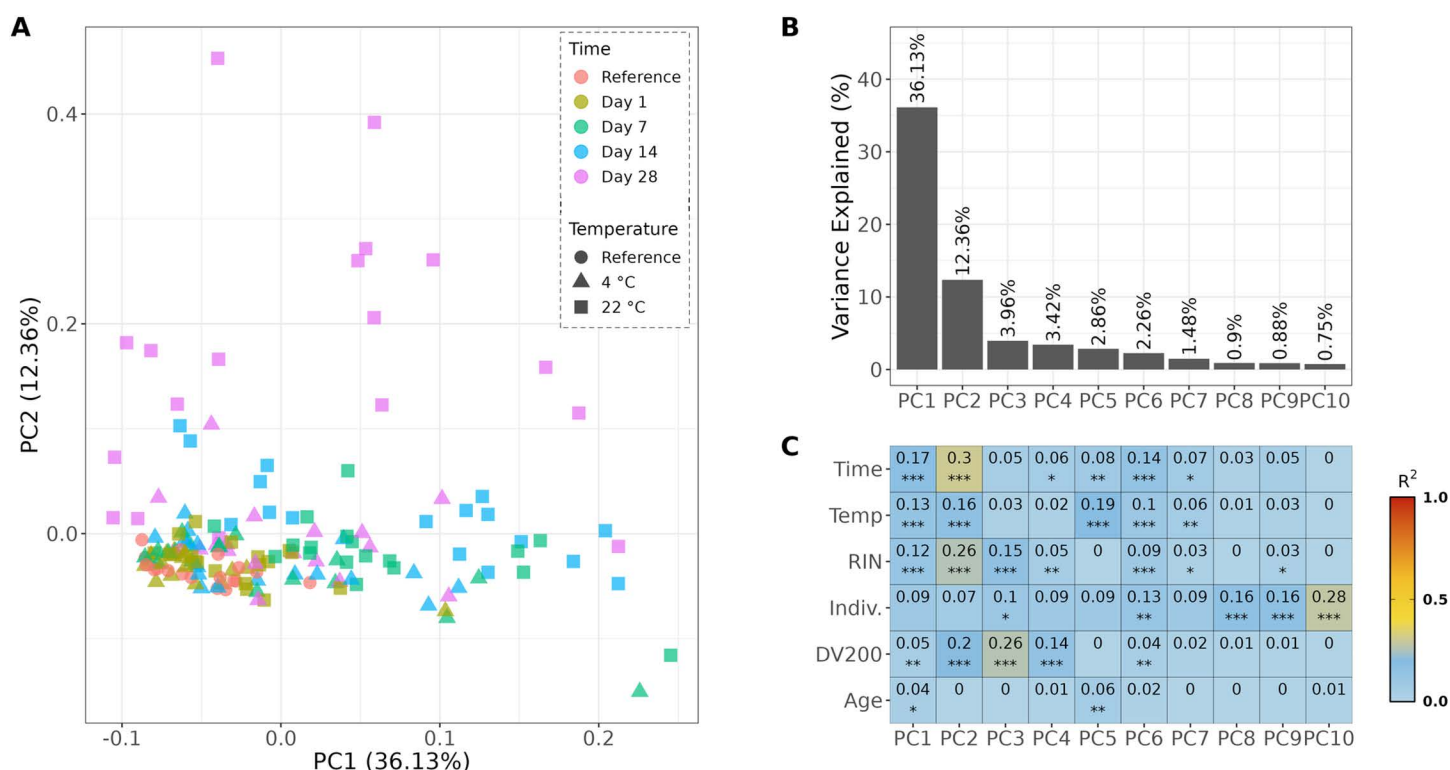 A
Time
Reference
Day 1
Day 7
Day 14
Day 28
Temperature
Reference
4 °C
22 °C
0.4
0.2
0.0
PC2 (12.36%)
-0.1
0.0
0.1
0.2
PC1 (36.13%)
B
Variance Explained (%)
40
30
20
10
0
36.13%
12.36%
3.96%
3.42%
2.86%
2.26%
1.48%
0.9%
0.88%
0.75%
PC1 PC2 PC3 PC4 PC5 PC6 PC7 PC8 PC9 PC10
C
Time 0.17 0.3 0.05 0.06 0.08 0.14 0.07 0.03 0.05 0
*** *** * ** *** *
Temp 0.13 0.16 0.03 0.02 0.19 0.1 0.06 0.01 0.03 0
*** *** *** *** **
RIN 0.12 0.26 0.15 0.05 0 0.09 0.03 0 0.03 0
*** *** *** ** *** * *
Indiv. 0.09 0.07 0.1 0.09 0.09 0.13 0.09 0.16 0.16 0.28
* ** *** *** ***
DV200 0.05 0.2 0.26 0.14 0 0.04 0.02 0.01 0.01 0
** *** *** *** **
Age 0.04 0 0 0.01 0.06 0.02 0 0 0 0.01
* **
PC1 PC2 PC3 PC4 PC5 PC6 PC7 PC8 PC9 PC10
R²
1.0
0.5
0.0